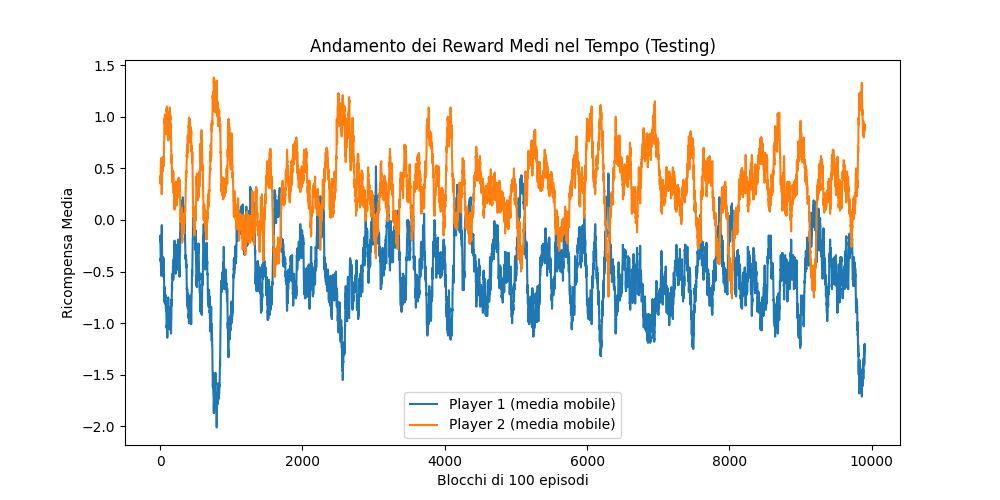 Andamento dei Reward Medi nel Tempo (Testing)
Ricompensa Media
1.5
1.0
0.5
0.0
−0.5
−1.0
−1.5
−2.0
Player 1 (media mobile)
Player 2 (media mobile)
0 2000 4000 6000 8000 10000
Blocchi di 100 episodi